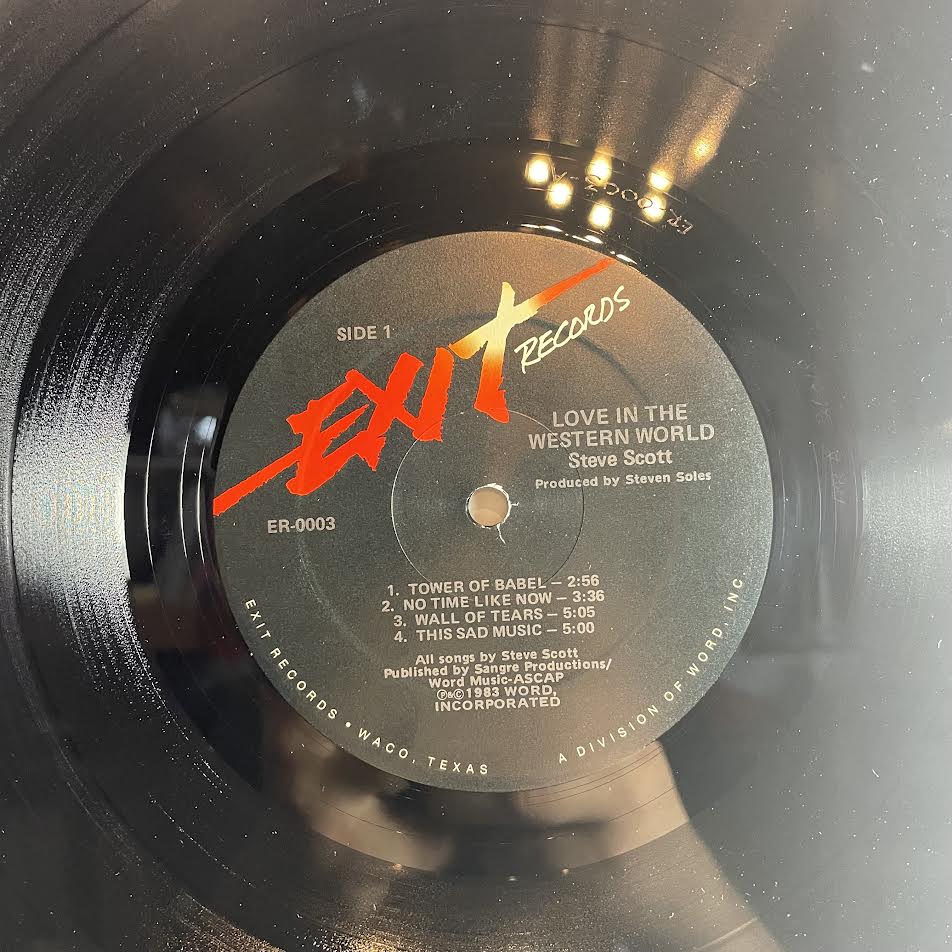 SIDE 1
EXIT
RECORDS
LOVE IN THE
WESTERN WORLD
Steve Scott
Produced by Steven Soles
ER-0003
1. TOWER OF BABEL – 2:56
2. NO TIME LIKE NOW – 3:36
3. WALL OF TEARS – 5:05
4. THIS SAD MUSIC – 5:00
All songs by Steve Scott
Published by Sangre Productions/
Word Music-ASCAP
Ⓟ&© 1983 WORD,
INCORPORATED
EXIT RECORDS • WACO, TEXAS
A DIVISION OF WORD, INC